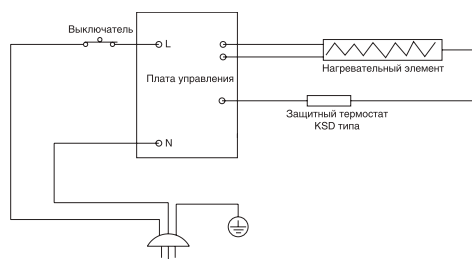 Выключатель
L
Плата управления
Нагревательный элемент
Защитный термостат
KSD типа
N